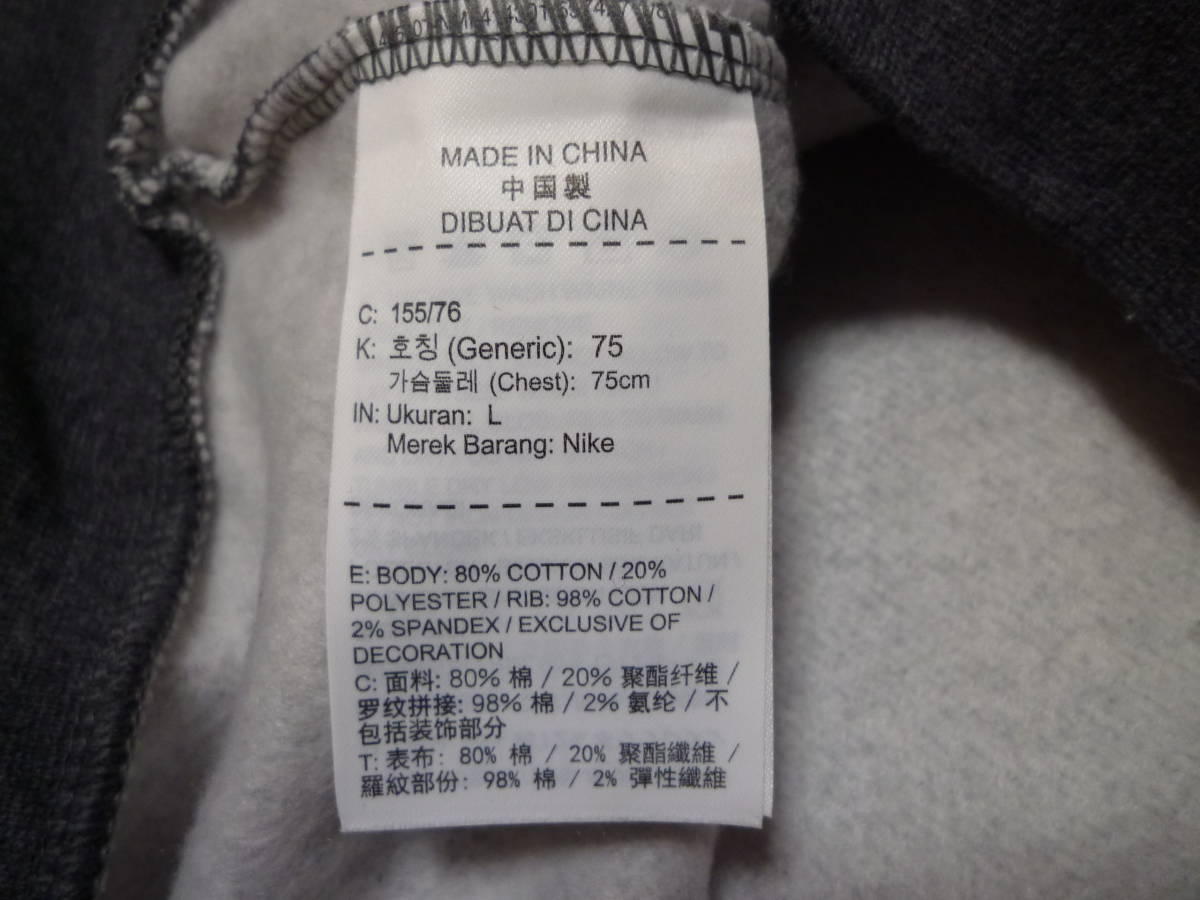 MADE IN CHINA
中国製
DIBUAT DI CINA
C: 155/76
K: 호칭 (Generic): 75
가슴둘레 (Chest): 75cm
IN: Ukuran: L
Merek Barang: Nike
E: BODY: 80% COTTON / 20%
POLYESTER / RIB: 98% COTTON /
2% SPANDEX / EXCLUSIVE OF
DECORATION
C: 面料: 80% 棉 / 20% 聚酯纤维 /
罗纹拼接: 98% 棉 / 2% 氨纶 / 不
包括装饰部分
T: 表布: 80% 棉 / 20% 聚酯纖維 /
羅紋部份: 98% 棉 / 2% 彈性纖維